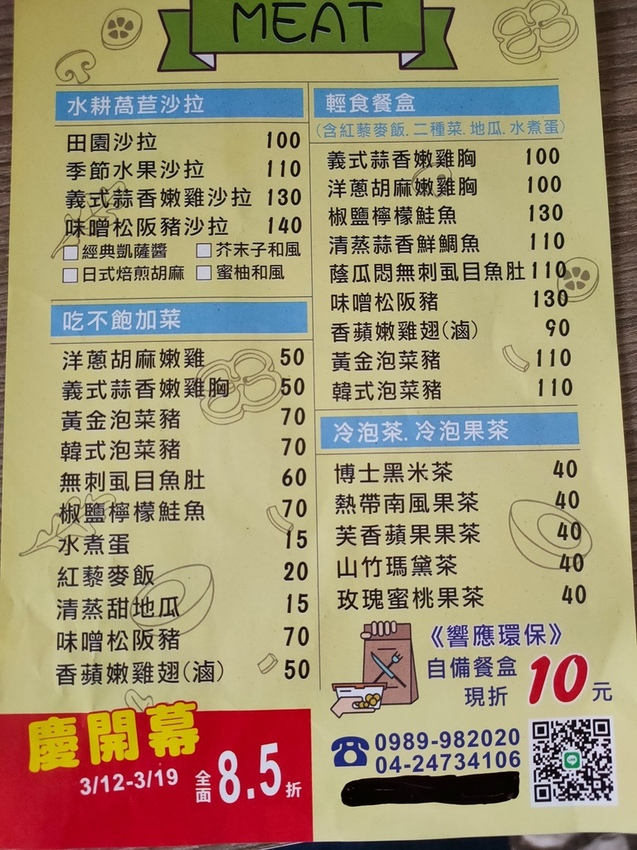 MEAT
水耕萵苣沙拉
田園沙拉 100
季節水果沙拉 110
義式蒜香嫩雞沙拉 130
味噌松阪豬沙拉 140
經典凱薩醬 芥末子和風
日式焙煎胡麻 蜜柚和風
吃不飽加菜
洋蔥胡麻嫩雞 50
義式蒜香嫩雞胸 50
黃金泡菜豬 70
韓式泡菜豬 70
無刺虱目魚肚 60
椒鹽檸檬鮭魚 70
水煮蛋 15
紅藜麥飯 20
清蒸甜地瓜 15
味噌松阪豬 70
香蘋嫩雞翅(滷) 50
輕食餐盒
(含紅藜麥飯.二種菜.地瓜.水煮蛋)
義式蒜香嫩雞胸 100
洋蔥胡麻嫩雞胸 100
椒鹽檸檬鮭魚 130
清蒸蒜香鮮鯛魚 110
蔭瓜悶無刺虱目魚肚 110
味噌松阪豬 130
香蘋嫩雞翅(滷) 90
黃金泡菜豬 110
韓式泡菜豬 110
冷泡茶.冷泡果茶
博士黑米茶 40
熱帶南風果茶 40
芙香蘋果果茶 40
山竹瑪黛茶 40
玫瑰蜜桃果茶 40
《響應環保》
自備餐盒
現折 10 元
慶開幕
3/12-3/19 全面 8.5 折
0989-982020
04-24734106